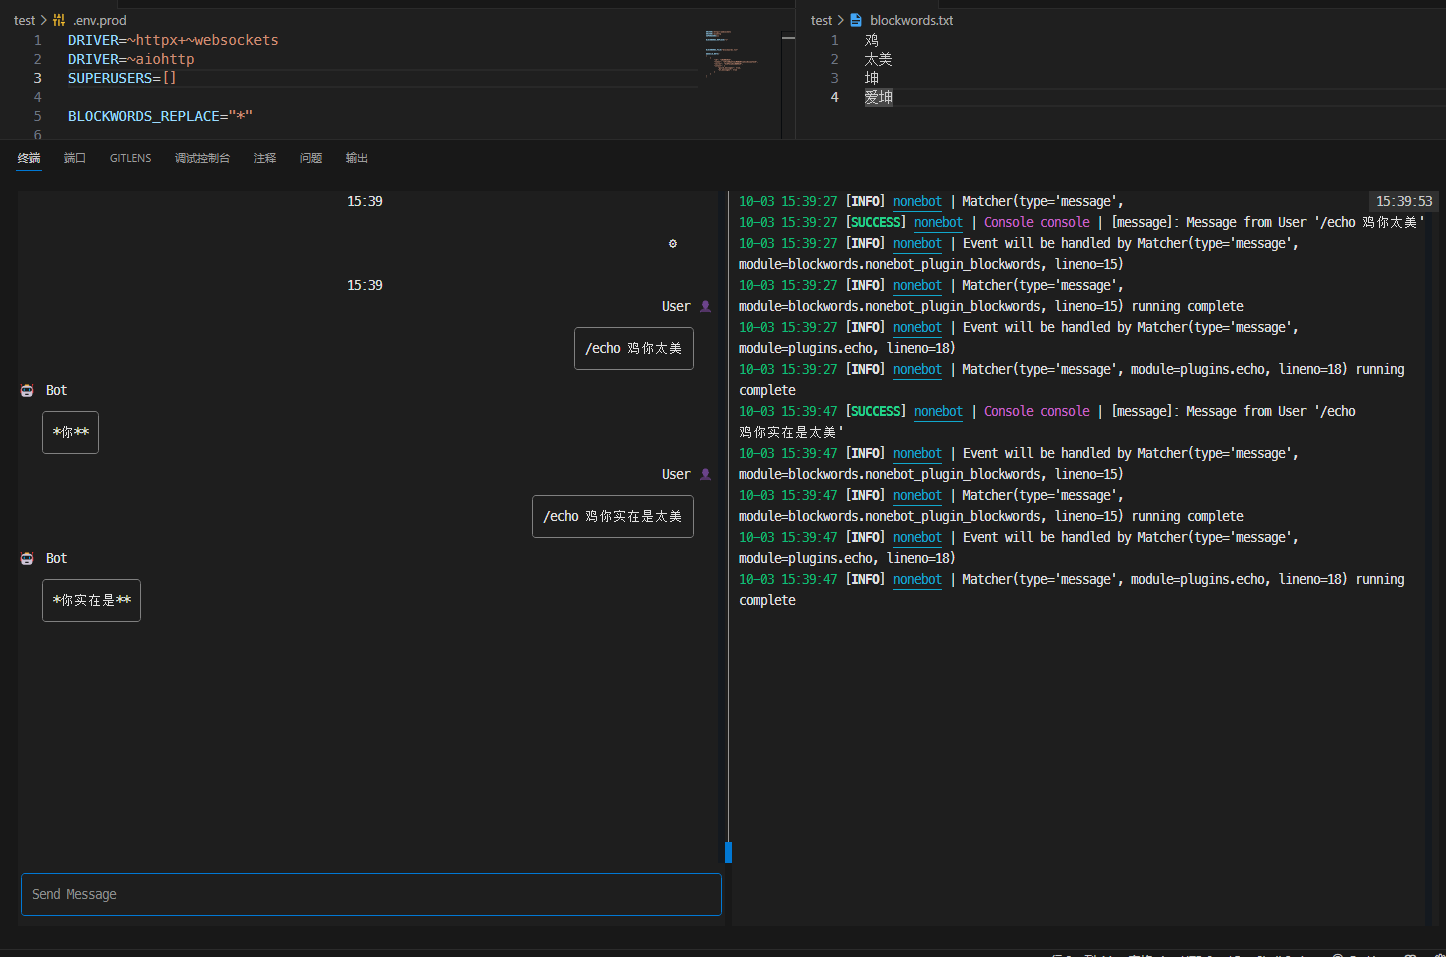 test > .env.prod
1 DRIVER=~httpx+~websockets
2 DRIVER=~aiohttp
3 SUPERUSERS=[]
4
5 BLOCKWORDS_REPLACE="*"
6
test > blockwords.txt
1 鸡
2 太美
3 坤
4 爱坤
终端 端口 GITLENS 调试控制台 注释 问题 输出
15:39
15:39
User
/echo 鸡你太美
Bot
*你**
User
/echo 鸡你实在是太美
Bot
*你实在是**
Send Message
10-03 15:39:27 [INFO] nonebot | Matcher(type='message',
15:39:53
10-03 15:39:27 [SUCCESS] nonebot | Console console | [message]: Message from User '/echo 鸡你太美'
10-03 15:39:27 [INFO] nonebot | Event will be handled by Matcher(type='message',
module=blockwords.nonebot_plugin_blockwords, lineno=15)
10-03 15:39:27 [INFO] nonebot | Matcher(type='message',
module=blockwords.nonebot_plugin_blockwords, lineno=15) running complete
10-03 15:39:27 [INFO] nonebot | Event will be handled by Matcher(type='message',
module=plugins.echo, lineno=18)
10-03 15:39:27 [INFO] nonebot | Matcher(type='message', module=plugins.echo, lineno=18) running
complete
10-03 15:39:47 [SUCCESS] nonebot | Console console | [message]: Message from User '/echo
鸡你实在是太美'
10-03 15:39:47 [INFO] nonebot | Event will be handled by Matcher(type='message',
module=blockwords.nonebot_plugin_blockwords, lineno=15)
10-03 15:39:47 [INFO] nonebot | Matcher(type='message',
module=blockwords.nonebot_plugin_blockwords, lineno=15) running complete
10-03 15:39:47 [INFO] nonebot | Event will be handled by Matcher(type='message',
module=plugins.echo, lineno=18)
10-03 15:39:47 [INFO] nonebot | Matcher(type='message', module=plugins.echo, lineno=18) running
complete